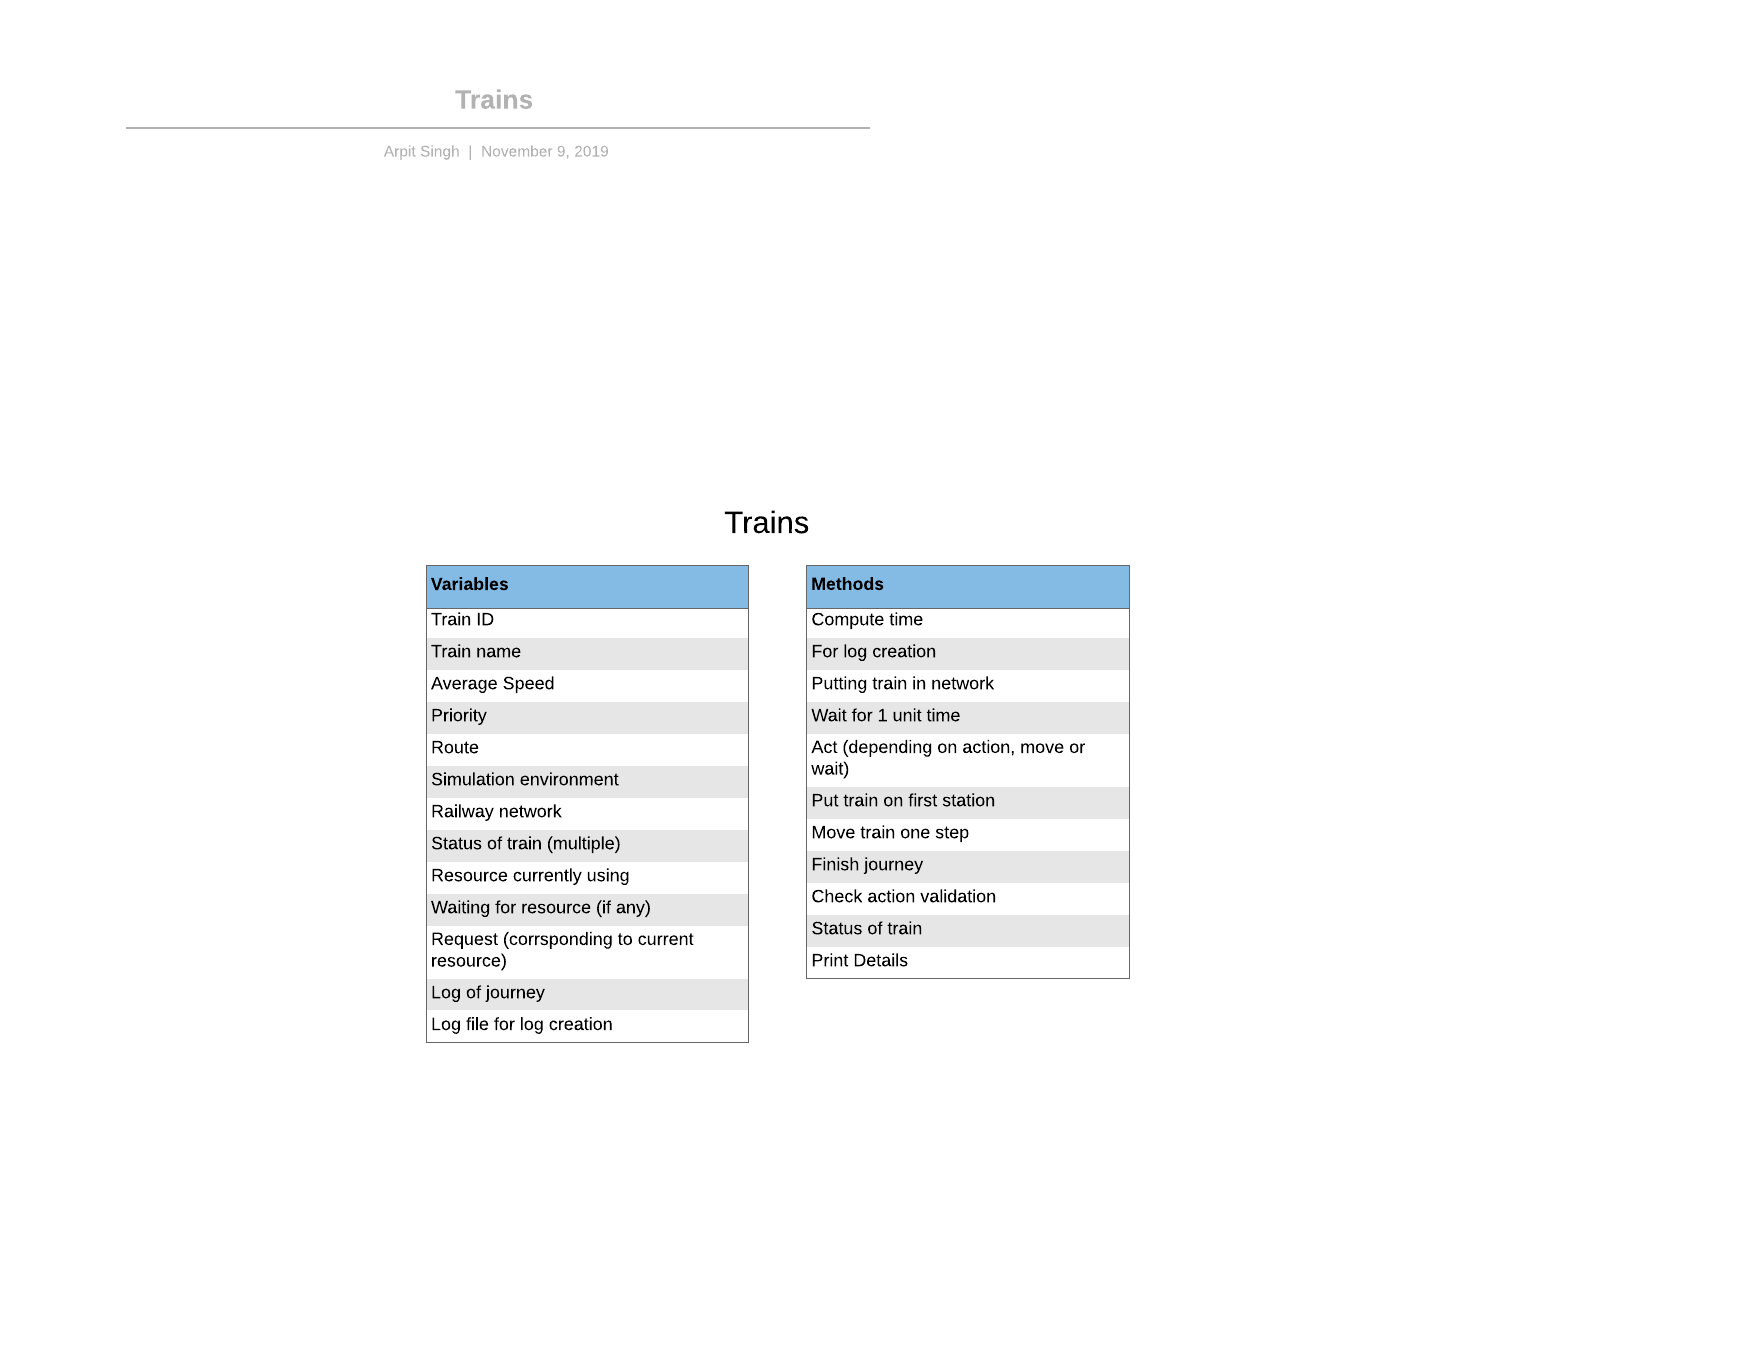 Trains
Arpit Singh | November 9, 2019
Trains
Variables
Train ID
Train name
Average Speed
Priority
Route
Simulation environment
Railway network
Status of train (multiple)
Resource currently using
Waiting for resource (if any)
Request (corrsponding to current
resource)
Log of journey
Log file for log creation
Methods
Compute time
For log creation
Putting train in network
Wait for 1 unit time
Act (depending on action, move or
wait)
Put train on first station
Move train one step
Finish journey
Check action validation
Status of train
Print Details